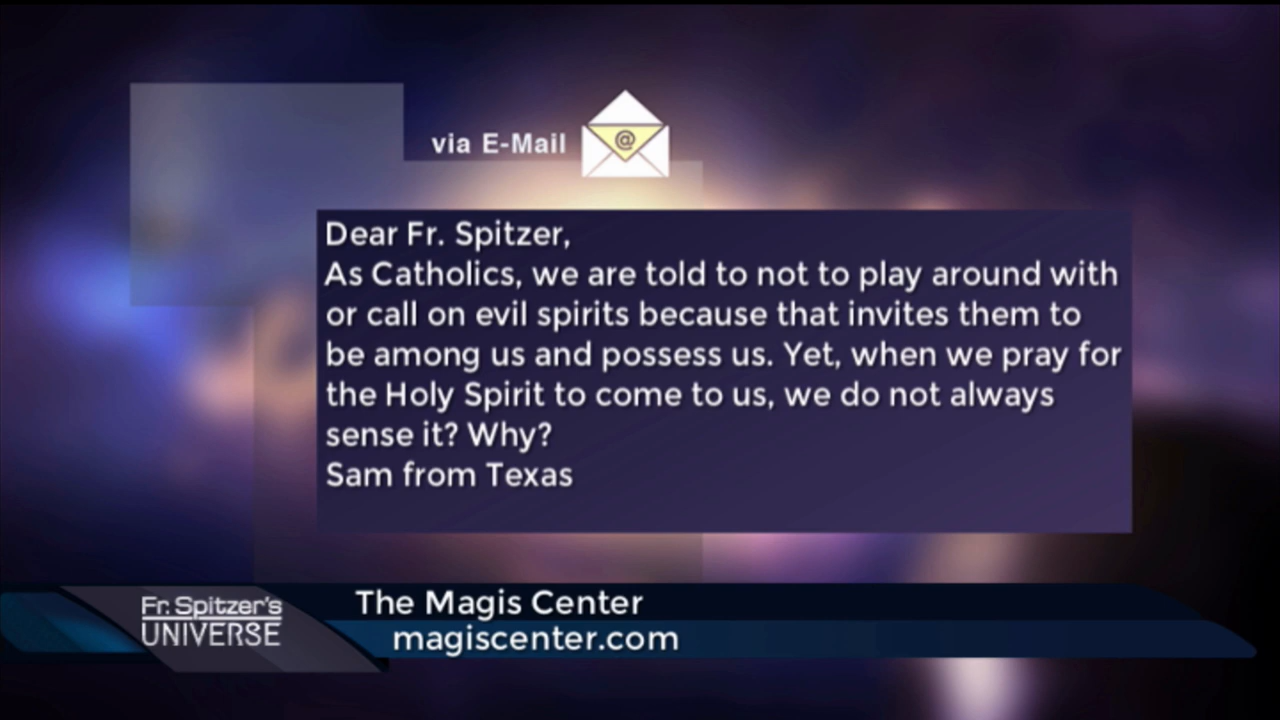 via E-Mail
@
Dear Fr. Spitzer,
As Catholics, we are told to not to play around with
or call on evil spirits because that invites them to
be among us and possess us. Yet, when we pray for
the Holy Spirit to come to us, we do not always
sense it? Why?
Sam from Texas
Fr. Spitzer's
UNIVERSE
The Magis Center
magiscenter.com